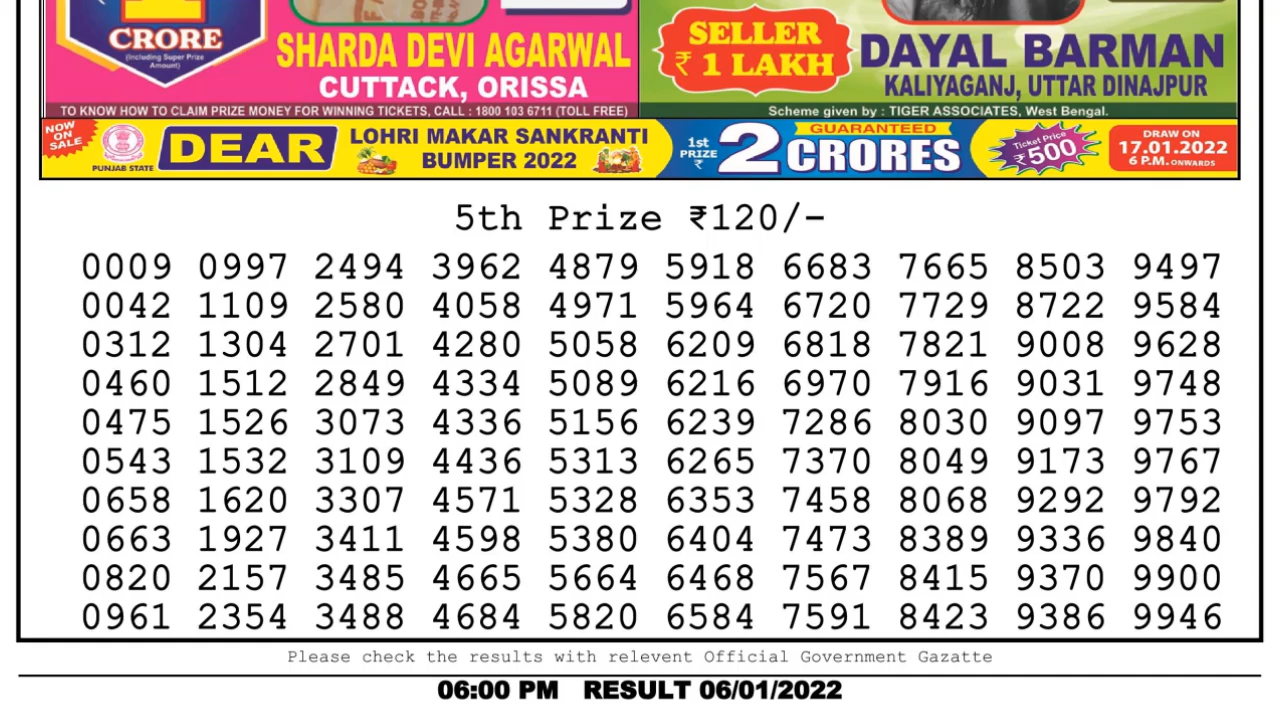 1
CRORE
(Including Super Prize
Amount)
SHARDA DEVI AGARWAL
CUTTACK, ORISSA
SELLER
₹ 1 LAKH
DAYAL BARMAN
KALIYAGANJ, UTTAR DINAJPUR
TO KNOW HOW TO CLAIM PRIZE MONEY FOR WINNING TICKETS, CALL : 1800 103 6711 (TOLL FREE)
Scheme given by : TIGER ASSOCIATES, West Bengal.
NOW
ON
SALE
PUNJAB STATE
DEAR
LOHRI MAKAR SANKRANTI
BUMPER 2022
1st
PRIZE
₹
2
GUARANTEED
CRORES
Ticket Price
₹500
DRAW ON
17.01.2022
6 P.M. ONWARDS
5th Prize ₹120/-
0009 0997 2494 3962 4879 5918 6683 7665 8503 9497
0042 1109 2580 4058 4971 5964 6720 7729 8722 9584
0312 1304 2701 4280 5058 6209 6818 7821 9008 9628
0460 1512 2849 4334 5089 6216 6970 7916 9031 9748
0475 1526 3073 4336 5156 6239 7286 8030 9097 9753
0543 1532 3109 4436 5313 6265 7370 8049 9173 9767
0658 1620 3307 4571 5328 6353 7458 8068 9292 9792
0663 1927 3411 4598 5380 6404 7473 8389 9336 9840
0820 2157 3485 4665 5664 6468 7567 8415 9370 9900
0961 2354 3488 4684 5820 6584 7591 8423 9386 9946
Please check the results with relevent Official Government Gazatte
06:00 PM RESULT 06/01/2022